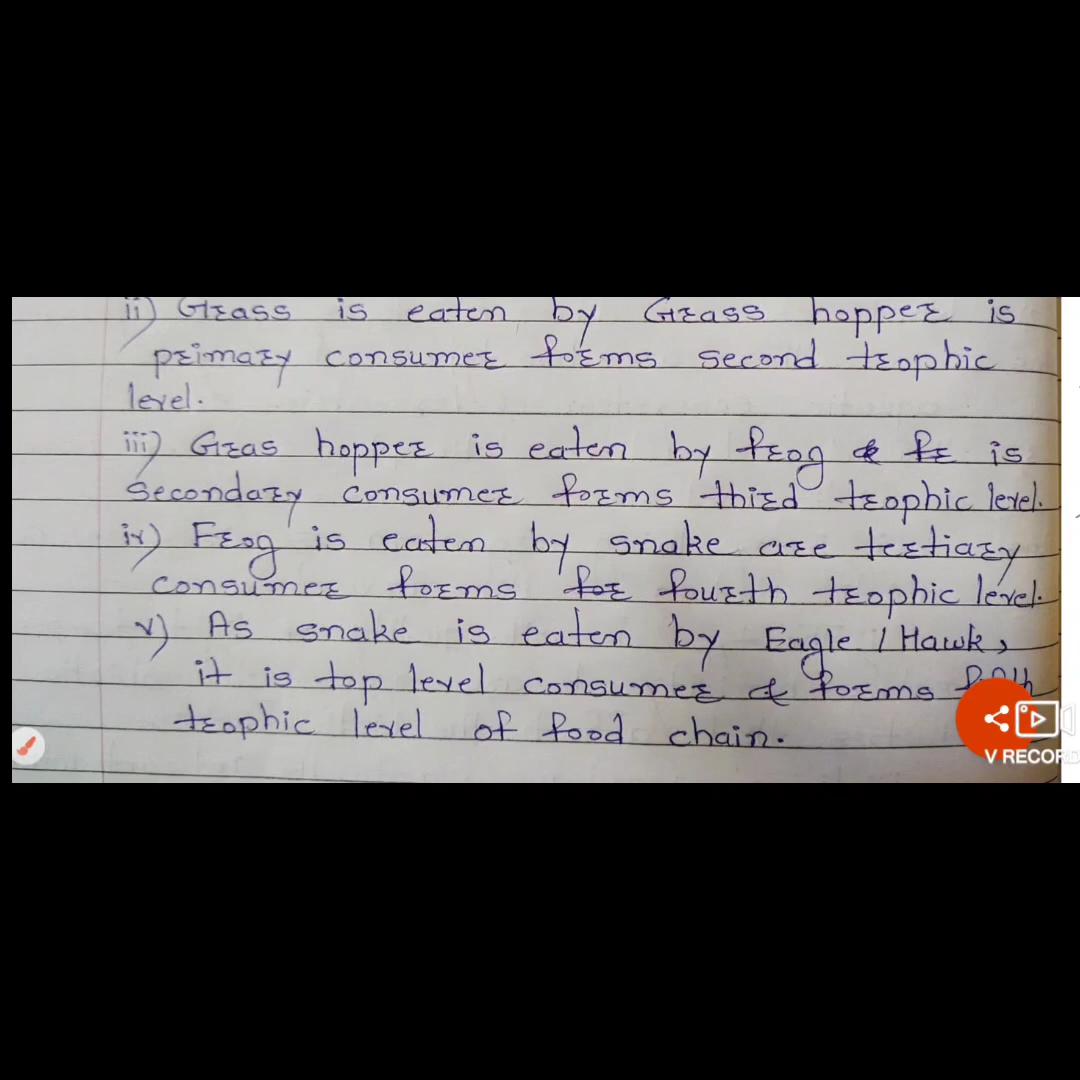 ii) Grass is eaten by Grass hopper is
primary consumer forms second trophic
level.
iii) Gras hopper is eaten by frog & fr is
secondary consumer forms third trophic level.
iv) Frog is eaten by snake are tertiary
consumer forms for fourth trophic level.
v) As snake is eaten by Eagle / Hawk,
it is top level consumer & forms
trophic level of food chain.
V RECORD